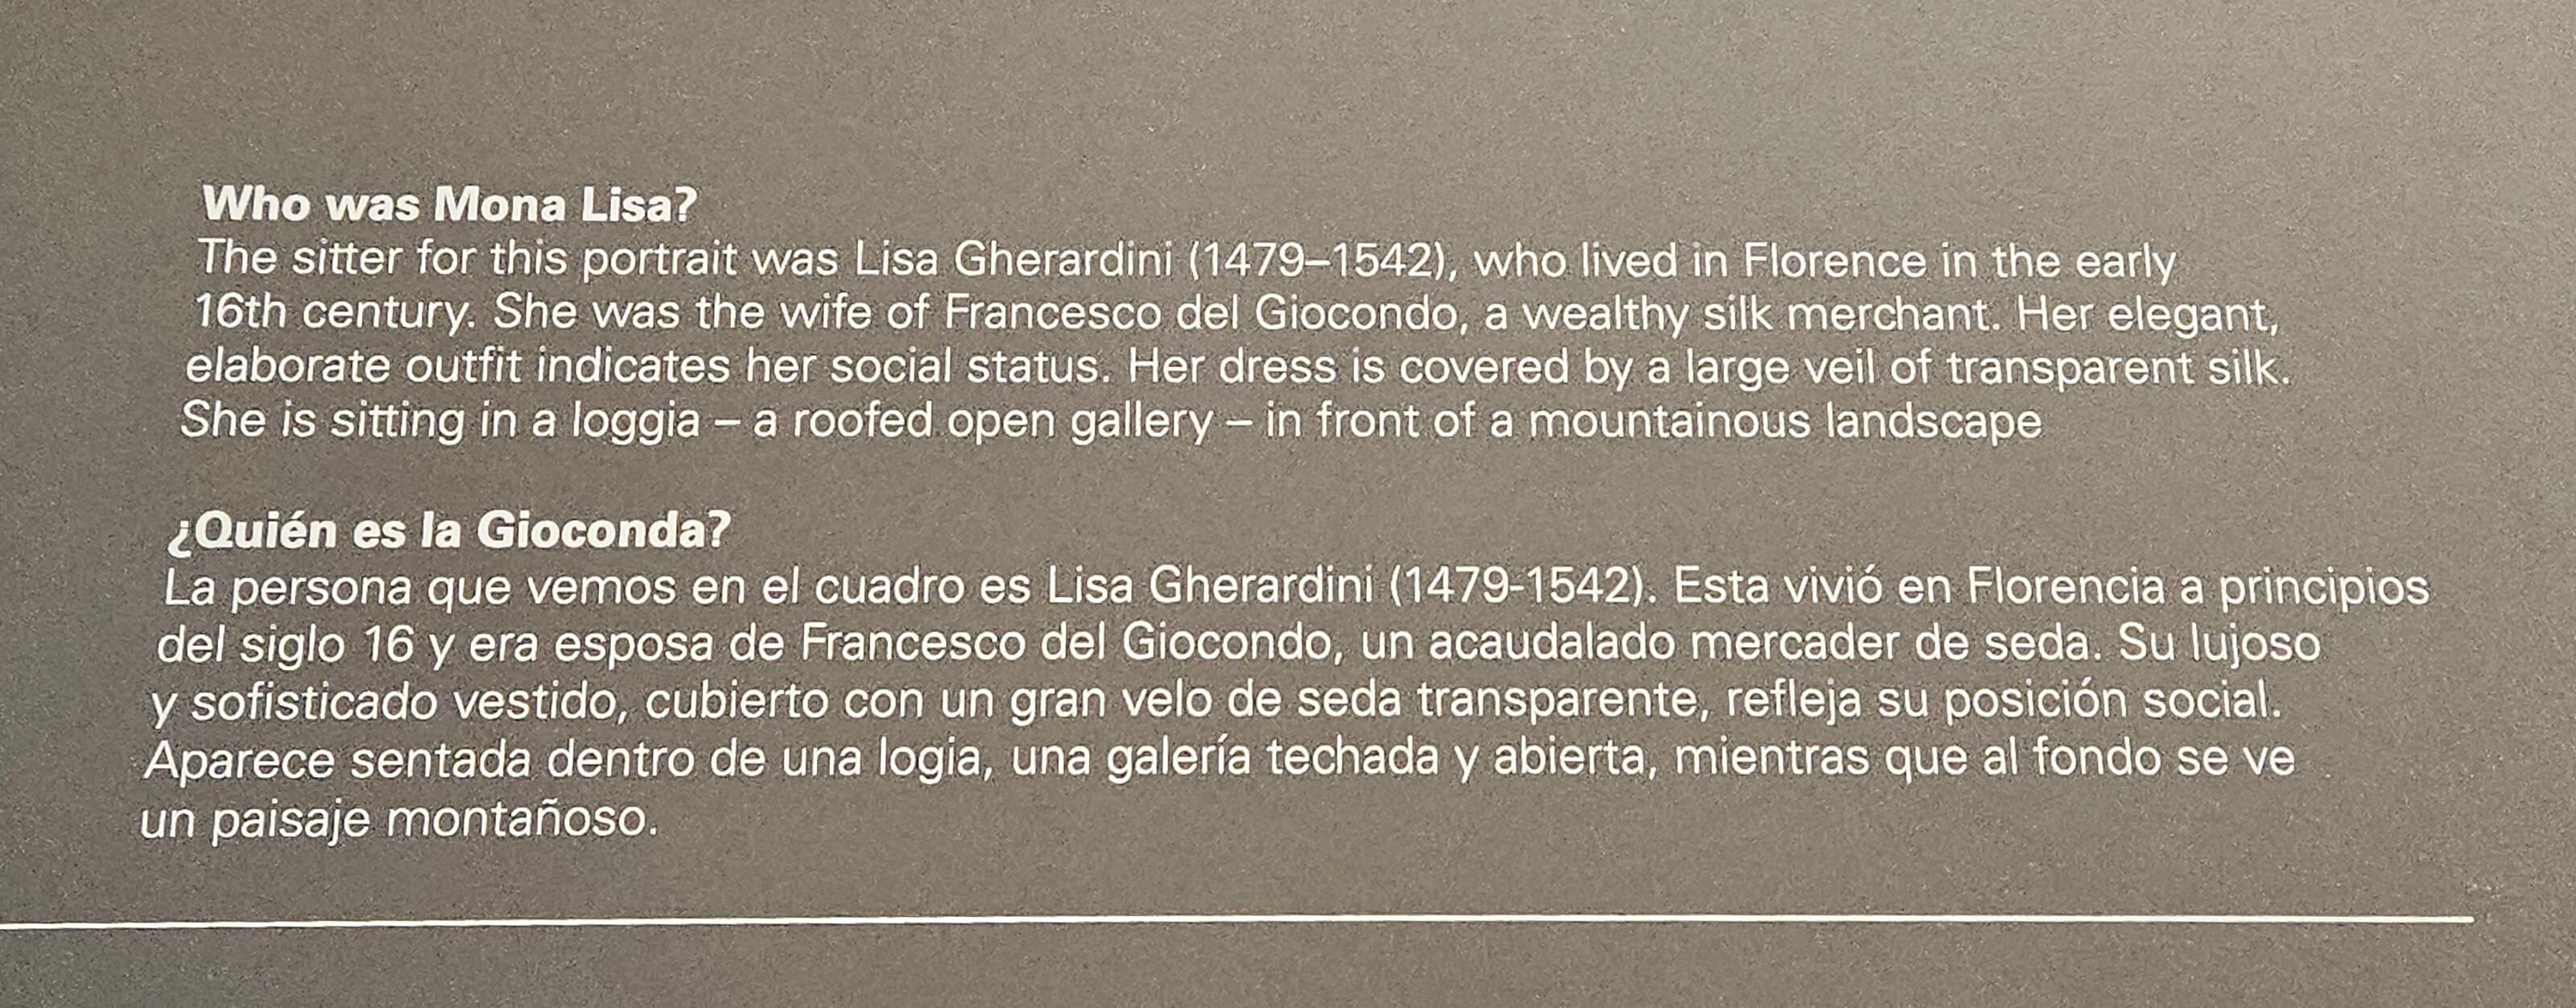 Who was Mona Lisa?
The sitter for this portrait was Lisa Gherardini (1479–1542), who lived in Florence in the early
16th century. She was the wife of Francesco del Giocondo, a wealthy silk merchant. Her elegant,
elaborate outfit indicates her social status. Her dress is covered by a large veil of transparent silk.
She is sitting in a loggia – a roofed open gallery – in front of a mountainous landscape
¿Quién es la Gioconda?
La persona que vemos en el cuadro es Lisa Gherardini (1479-1542). Esta vivió en Florencia a principios
del siglo 16 y era esposa de Francesco del Giocondo, un acaudalado mercader de seda. Su lujoso
y sofisticado vestido, cubierto con un gran velo de seda transparente, refleja su posición social.
Aparece sentada dentro de una logia, una galería techada y abierta, mientras que al fondo se ve
un paisaje montañoso.